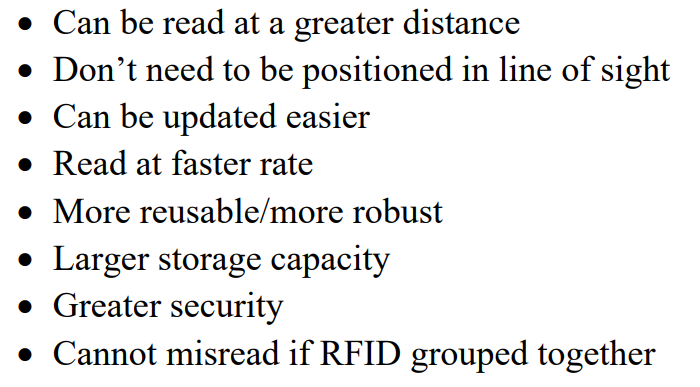 • Can be read at a greater distance
• Don’t need to be positioned in line of sight
• Can be updated easier
• Read at faster rate
• More reusable/more robust
• Larger storage capacity
• Greater security
• Cannot misread if RFID grouped together